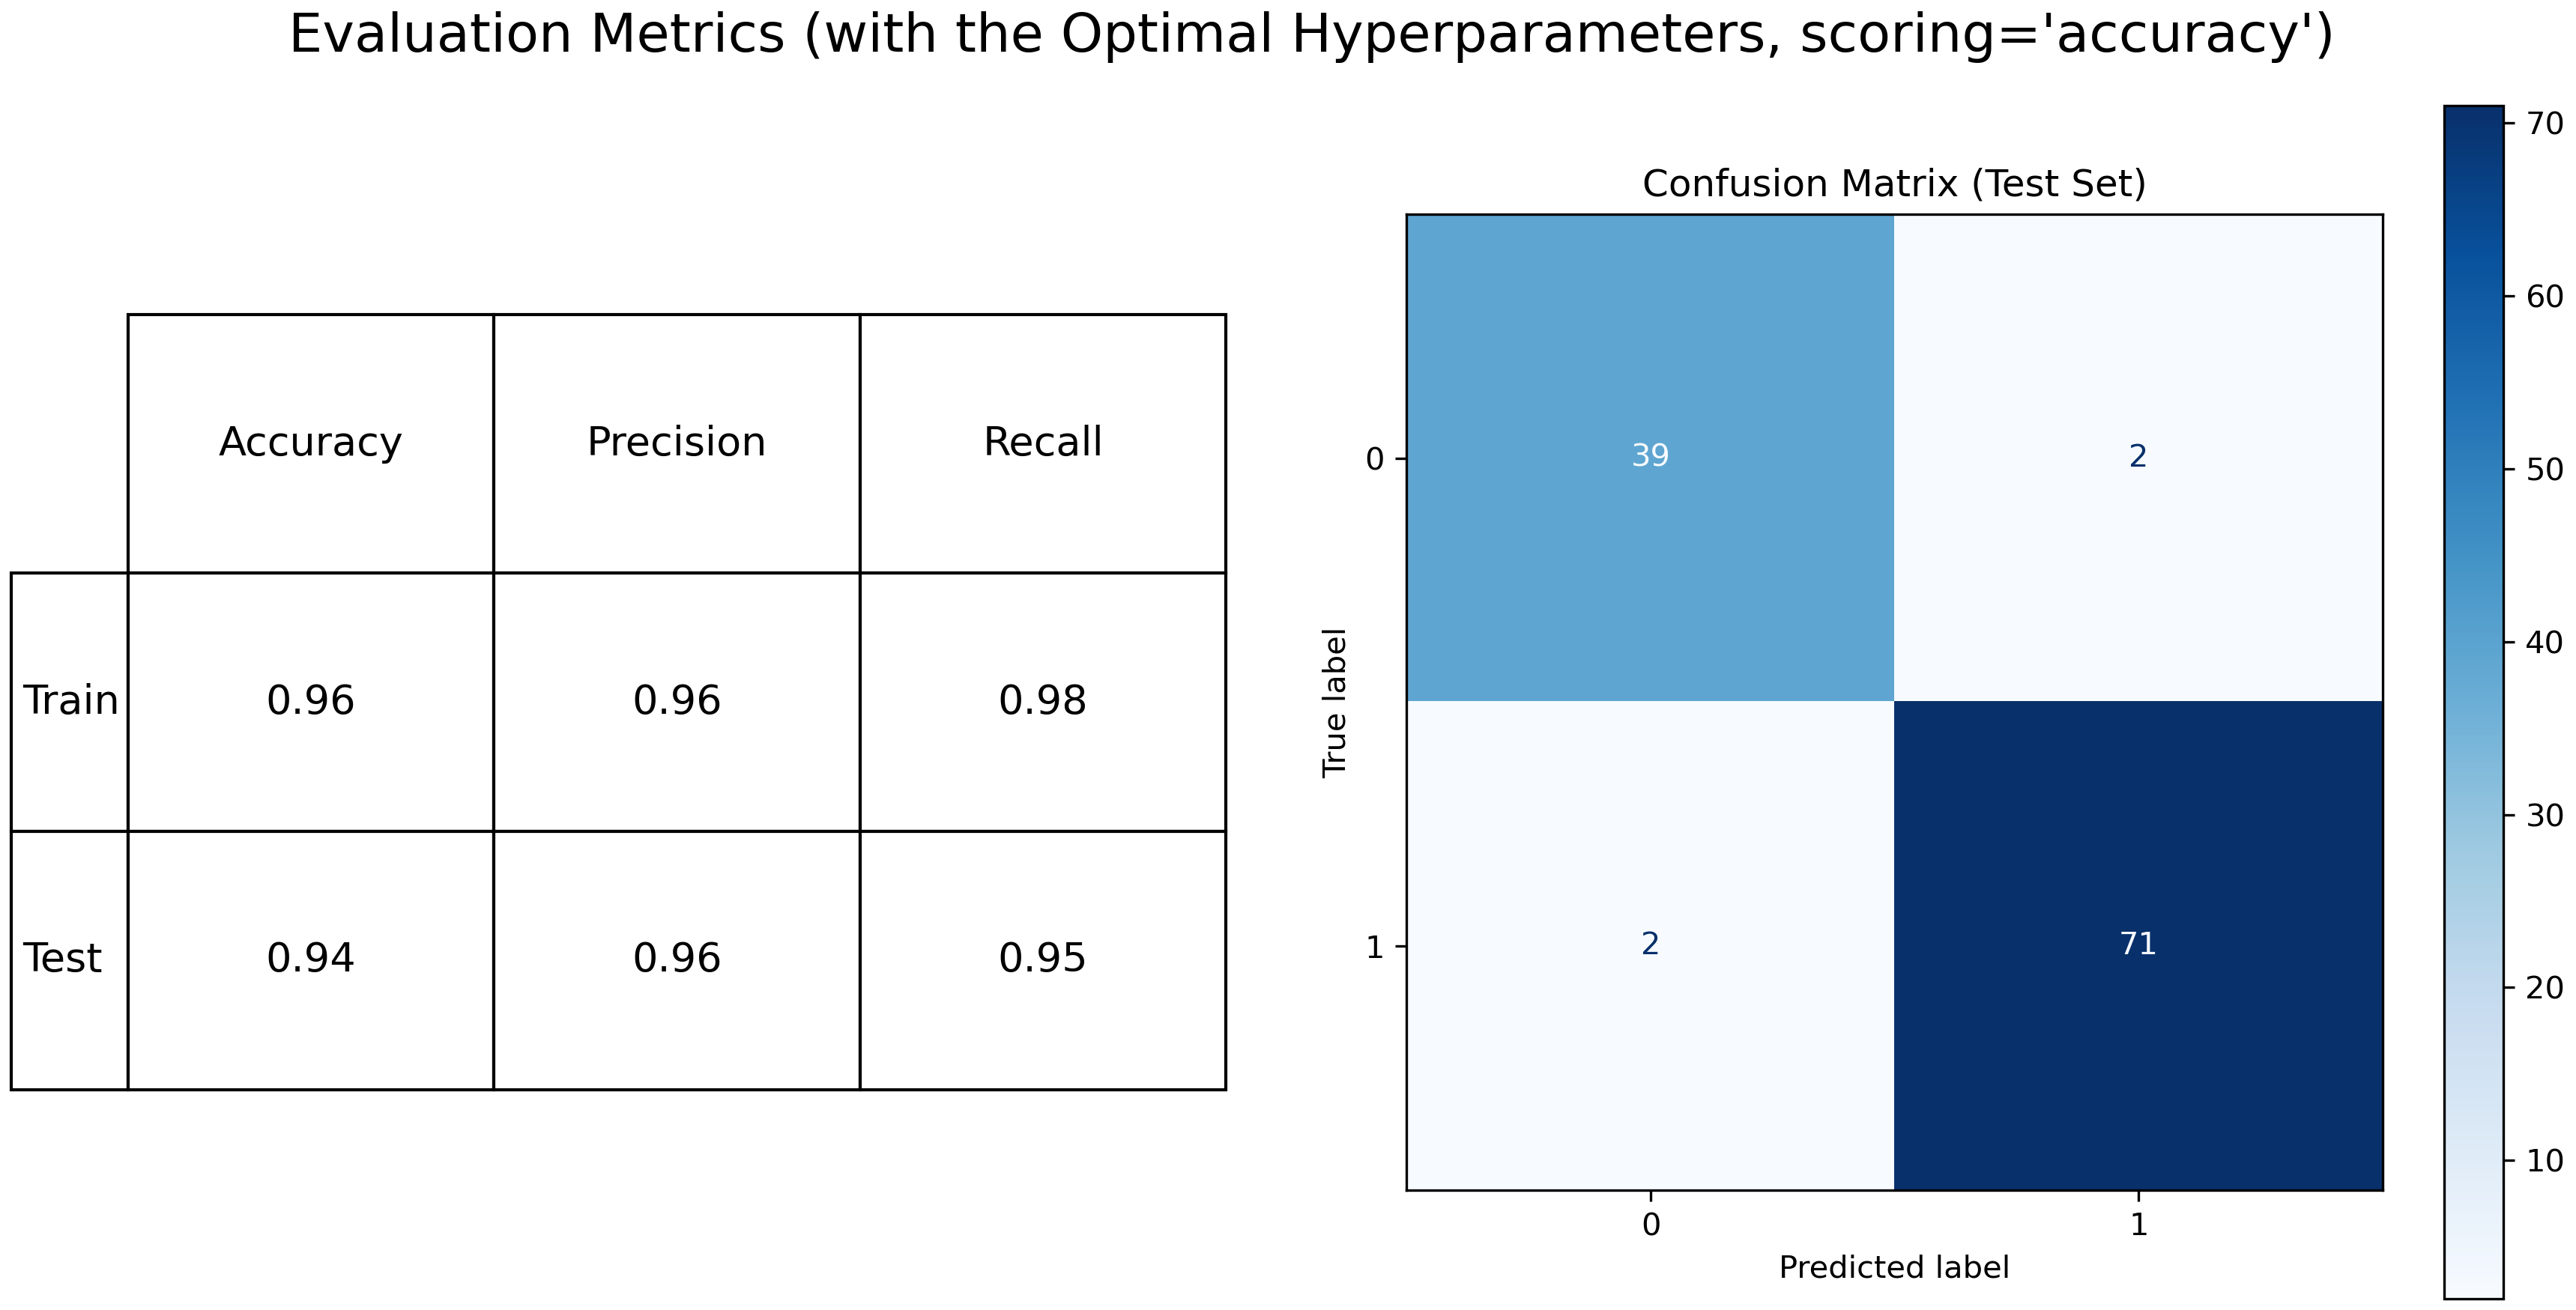 Evaluation Metrics (with the Optimal Hyperparameters, scoring='accuracy')
Accuracy Precision Recall
Train 0.96 0.96 0.98
Test 0.94 0.96 0.95
Confusion Matrix (Test Set)
True label
0 39 2
1 2 71
0 1
Predicted label
70
60
50
40
30
20
10